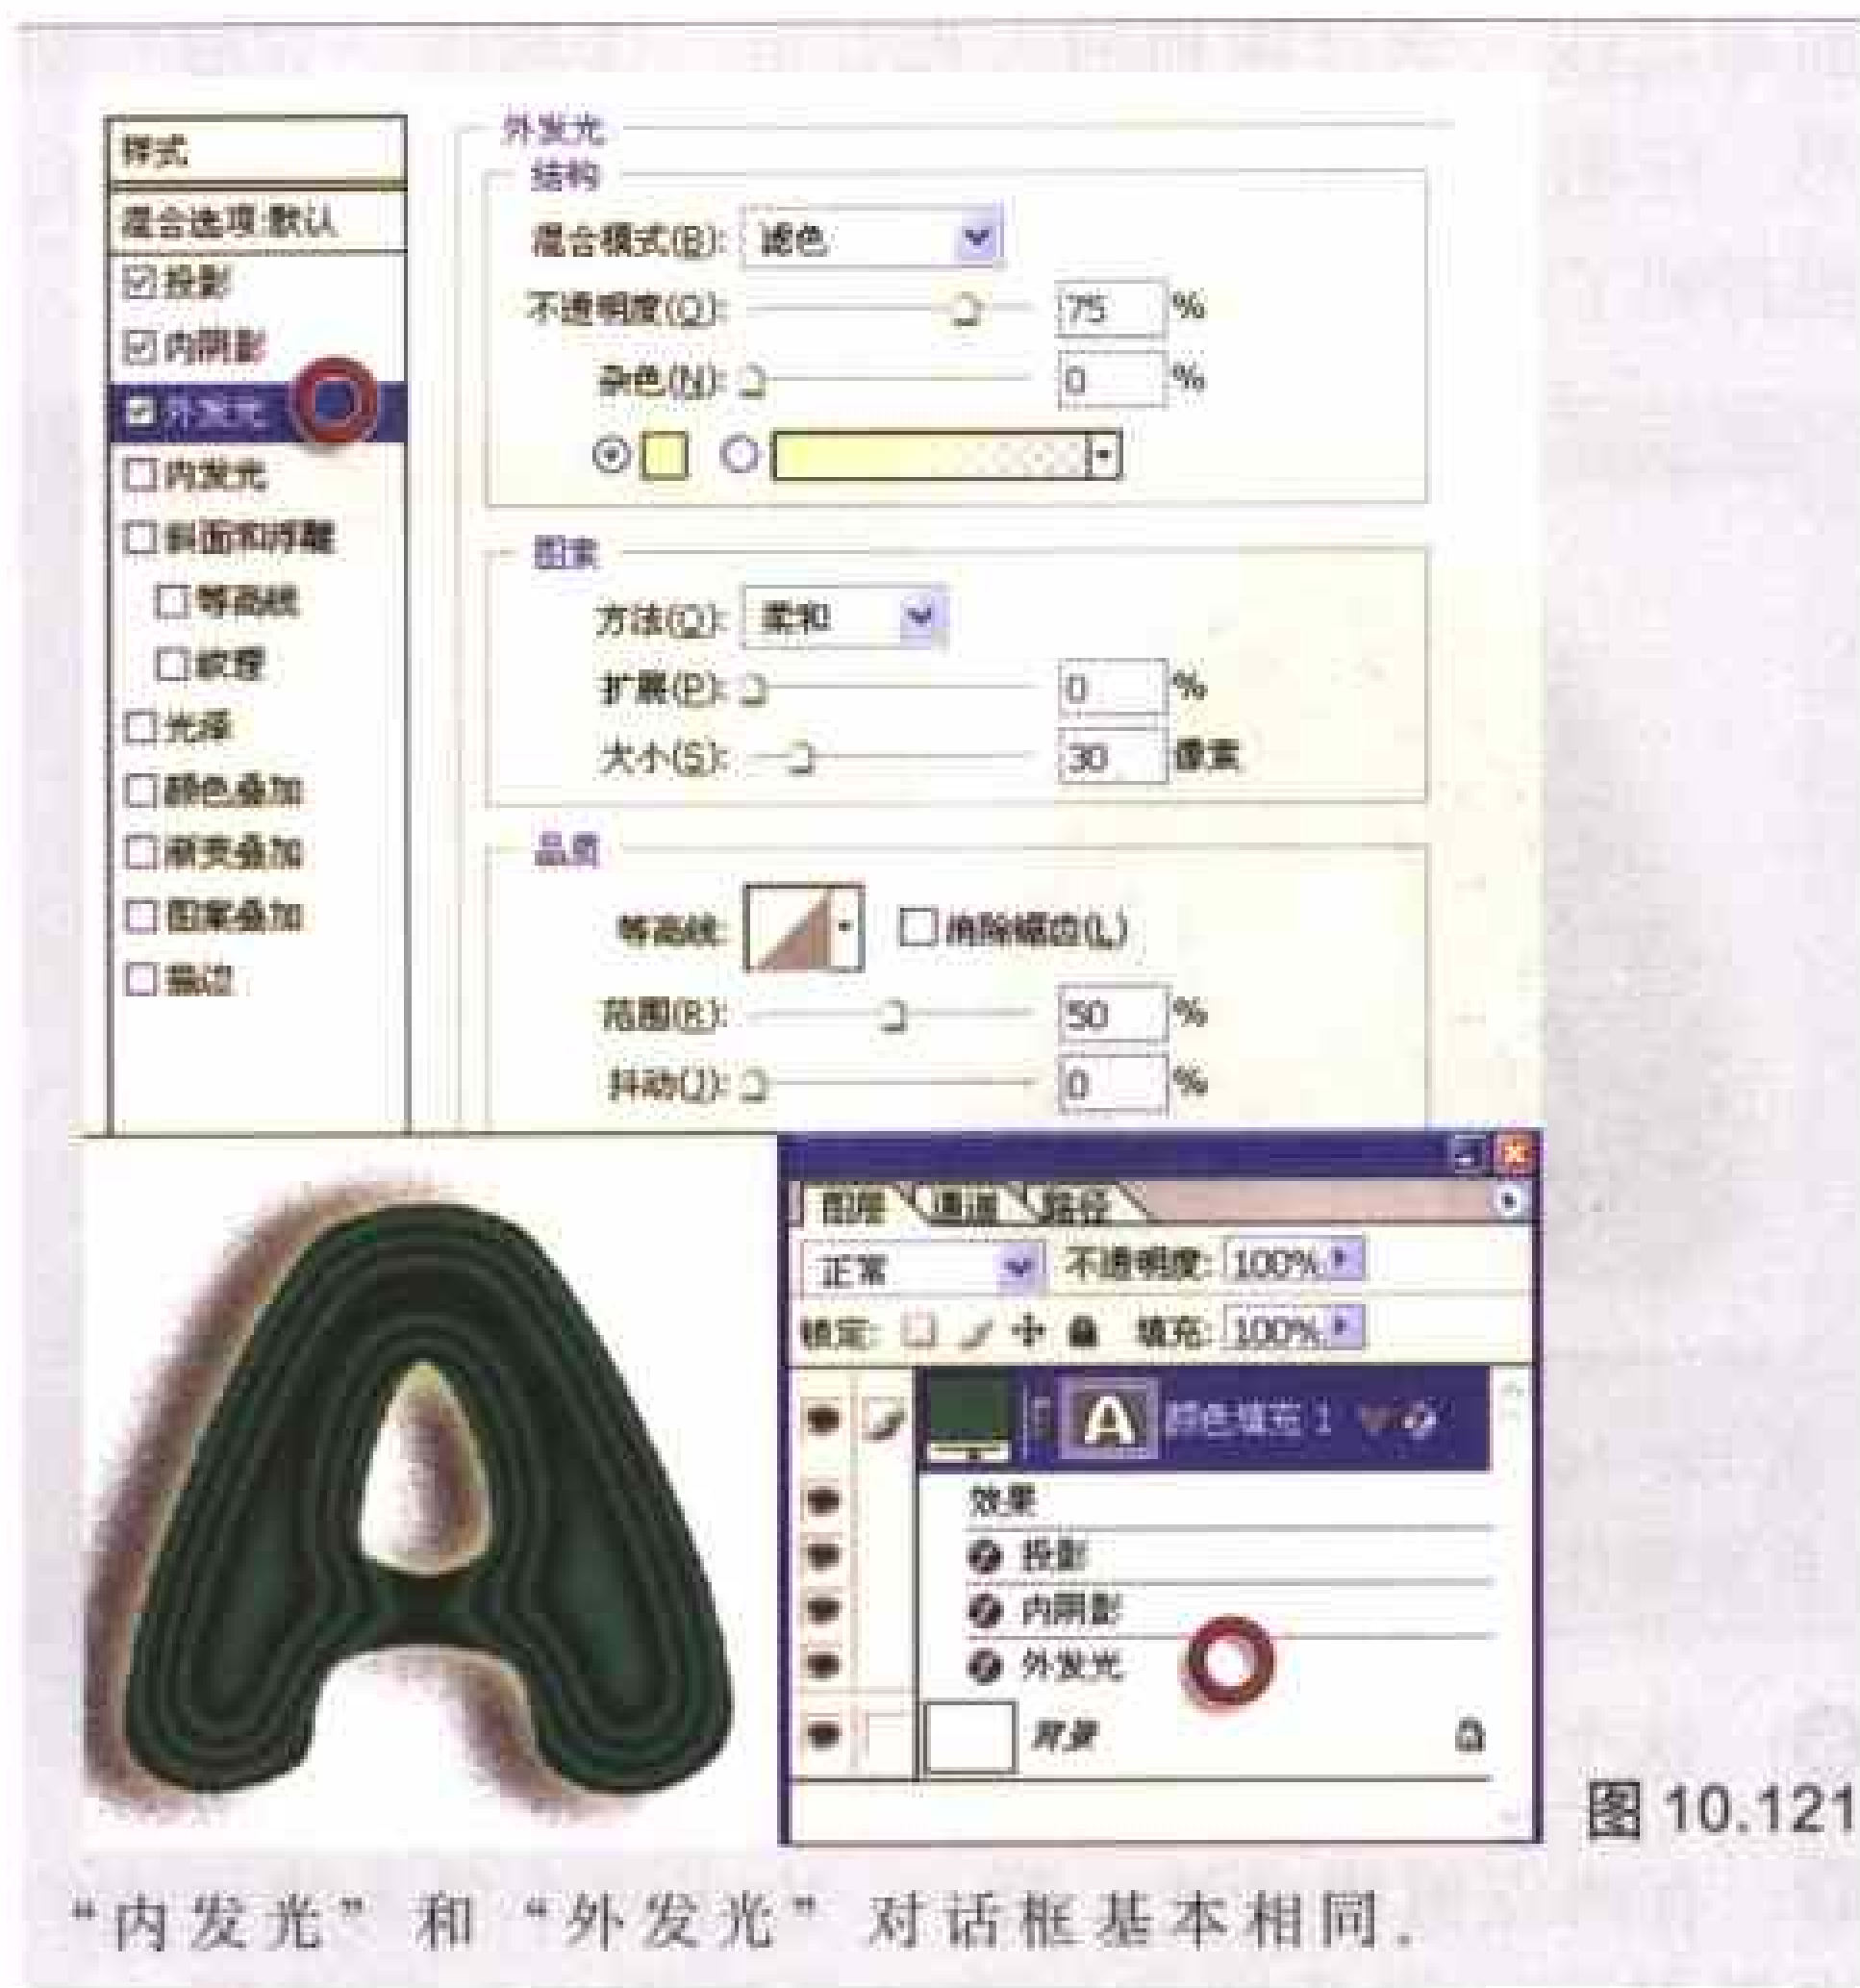 样式
混合选项:默认
投影
内阴影
外发光
内发光
斜面和浮雕
等高线
纹理
光泽
颜色叠加
渐变叠加
图案叠加
描边
外发光
结构
混合模式(B): 滤色
不透明度(O): 75 %
杂色(N): 0 %
图素
方法(Q): 柔和
扩展(P): 0 %
大小(S): 30 像素
品质
等高线: 消除锯齿(L)
范围(R): 50 %
抖动(J): 0 %
图层 通道 路径
正常 不透明度: 100%
锁定: 填充: 100%
A 颜色填充 1
效果
投影
内阴影
外发光
背景
图 10.121
“内发光” 和 “外发光” 对话框基本相同。